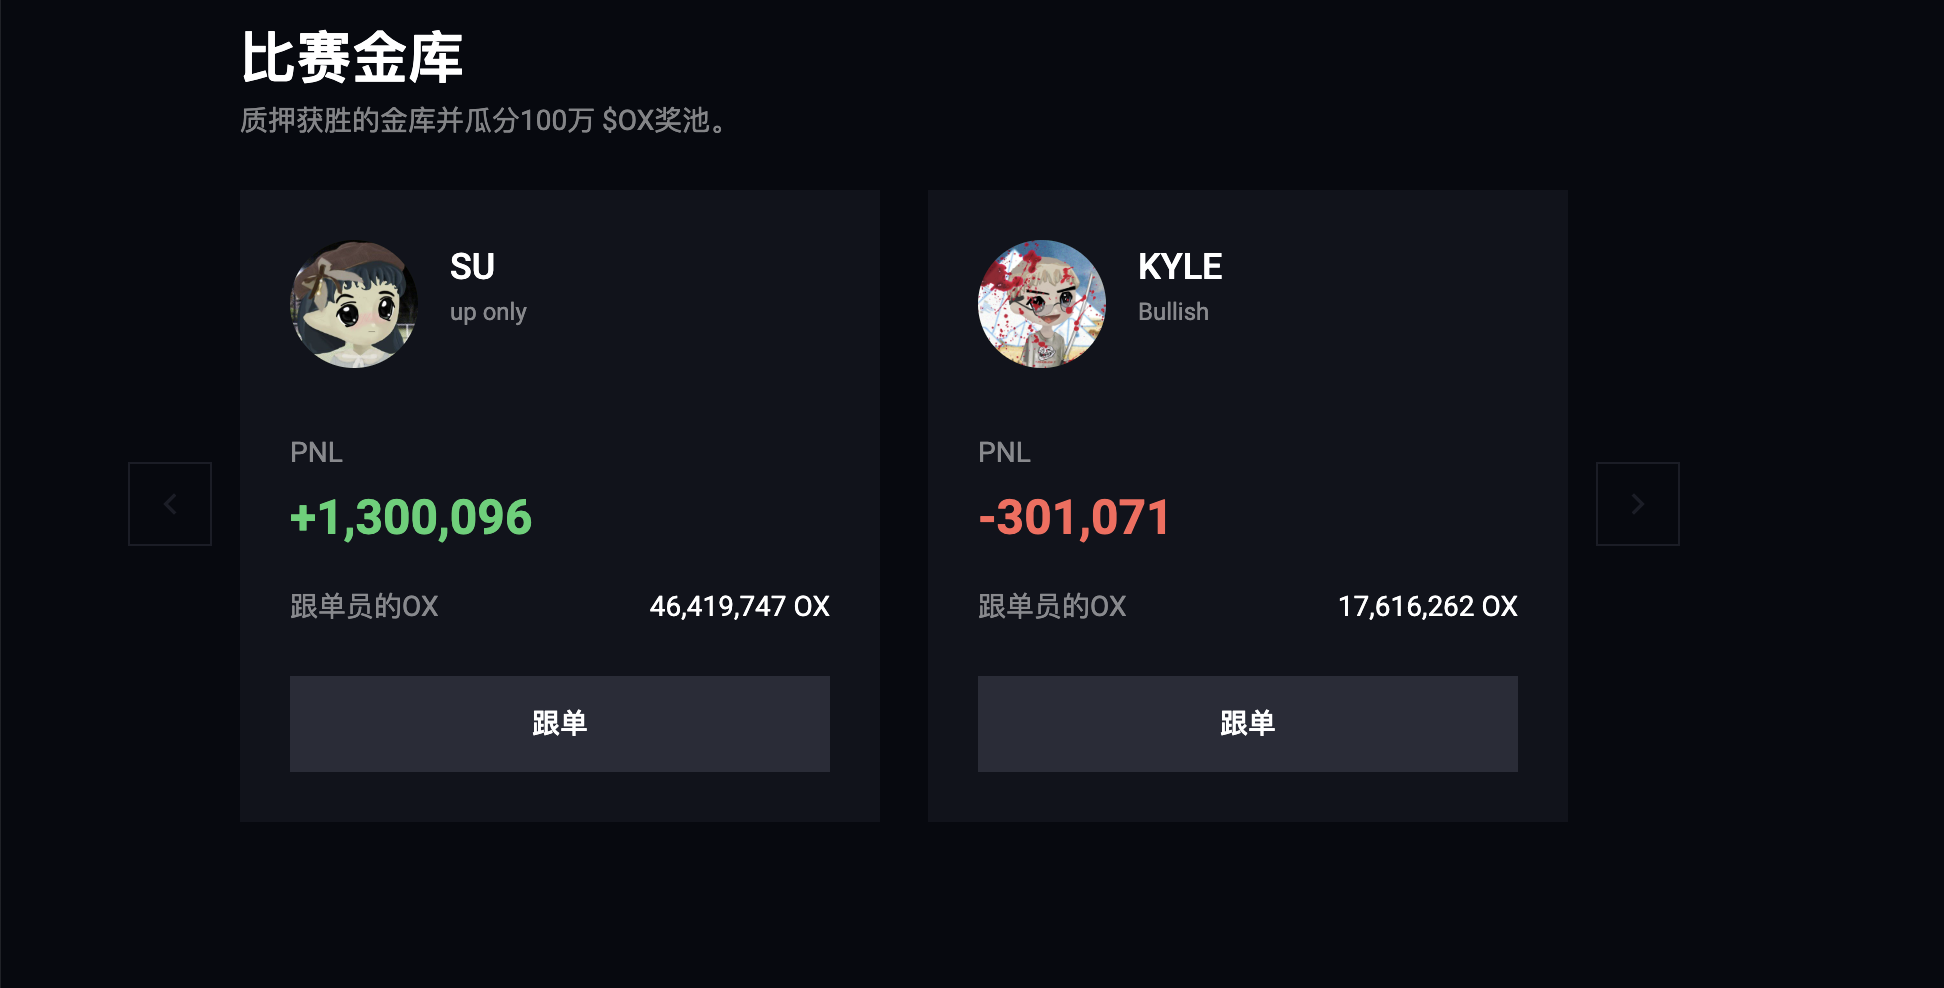 比赛金库
质押获胜的金库并瓜分100万 $OX奖池。
SU
up only
PNL
+1,300,096
跟单员的OX 46,419,747 OX
跟单
KYLE
Bullish
PNL
-301,071
跟单员的OX 17,616,262 OX
跟单